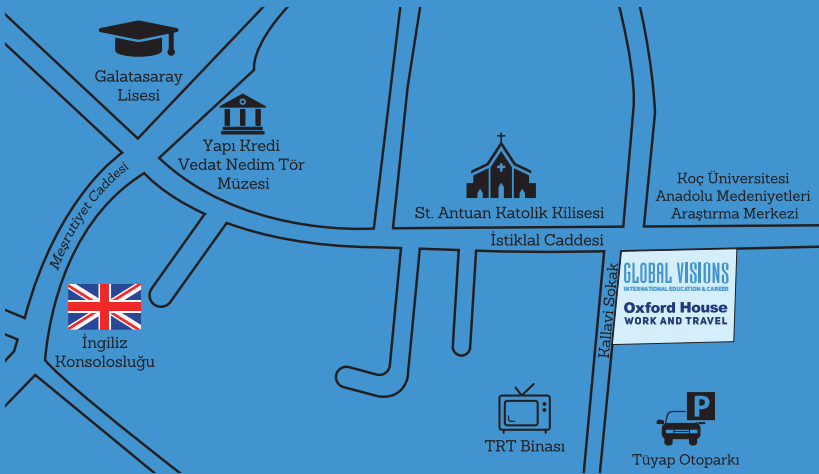 Galatasaray
Lisesi
Yapı Kredi
Vedat Nedim Tör
Müzesi
Meşrutiyet Caddesi
St. Antuan Katolik Kilisesi
Koç Üniversitesi
Anadolu Medeniyetleri
Araştırma Merkezi
İstiklal Caddesi
Kallavi Sokak
GLOBAL VISIONS
INTERNATIONAL EDUCATION & CAREER
Oxford House
WORK AND TRAVEL
İngiliz
Konsolosluğu
TRT Binası
P
Tüyap Otoparkı